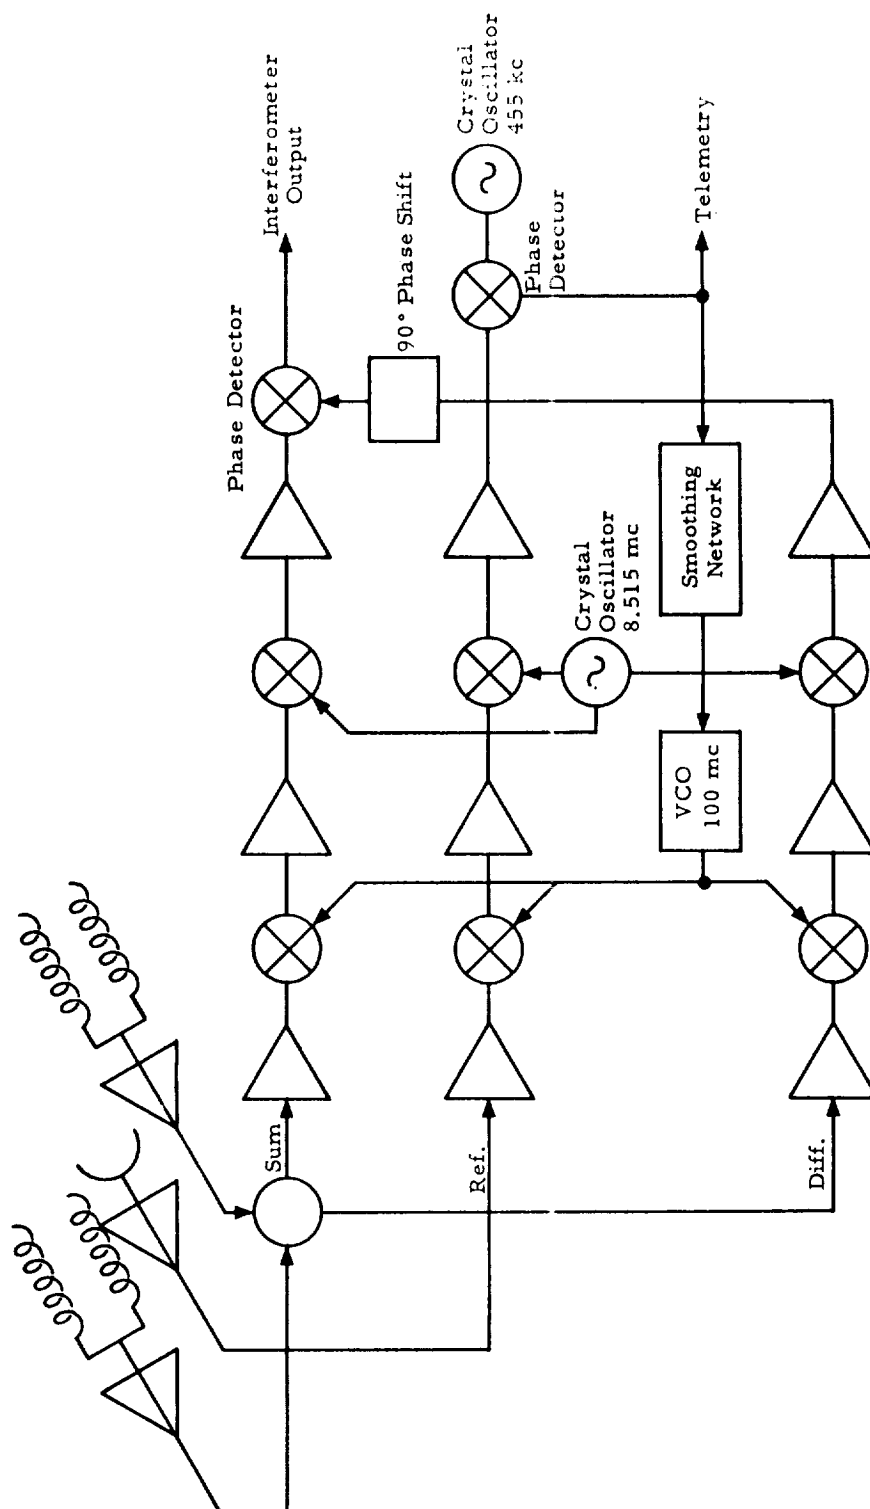 Interferometer
Output
Phase Detector
90° Phase Shift
Crystal
Oscillator
455 kc
Phase
Detector
Telemetry
Crystal
Oscillator
8.515 mc
Smoothing
Network
VCO
100 mc
Sum
Ref.
Diff.